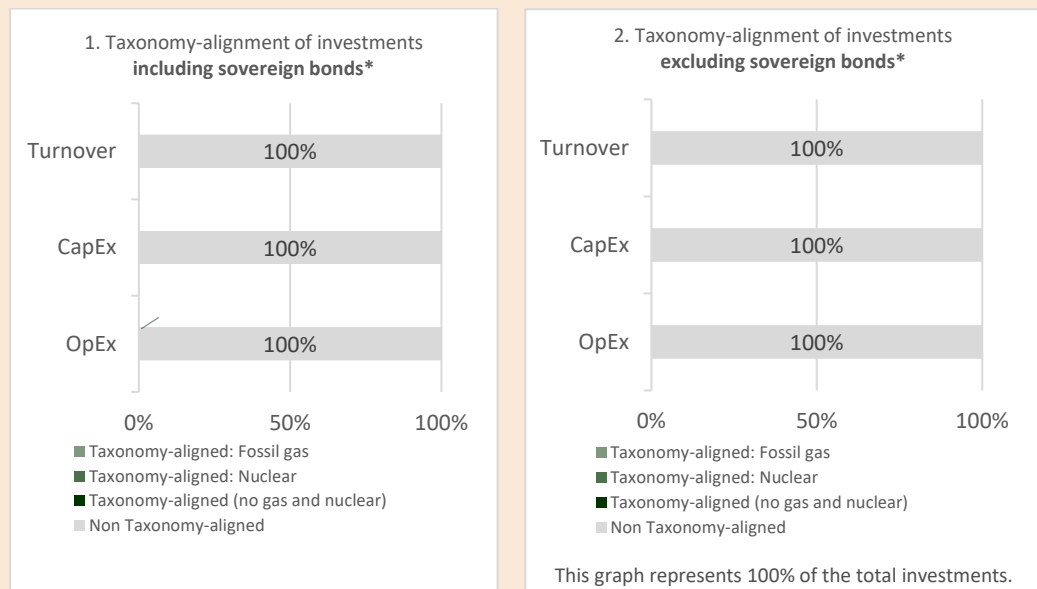 1. Taxonomy-alignment of investments
including sovereign bonds*
Turnover
100%
CapEx
100%
OpEx
100%
0% 50% 100%
Taxonomy-aligned: Fossil gas
Taxonomy-aligned: Nuclear
Taxonomy-aligned (no gas and nuclear)
Non Taxonomy-aligned
2. Taxonomy-alignment of investments
excluding sovereign bonds*
Turnover
100%
CapEx
100%
OpEx
100%
0% 50% 100%
Taxonomy-aligned: Fossil gas
Taxonomy-aligned: Nuclear
Taxonomy-aligned (no gas and nuclear)
Non Taxonomy-aligned
This graph represents 100% of the total investments.